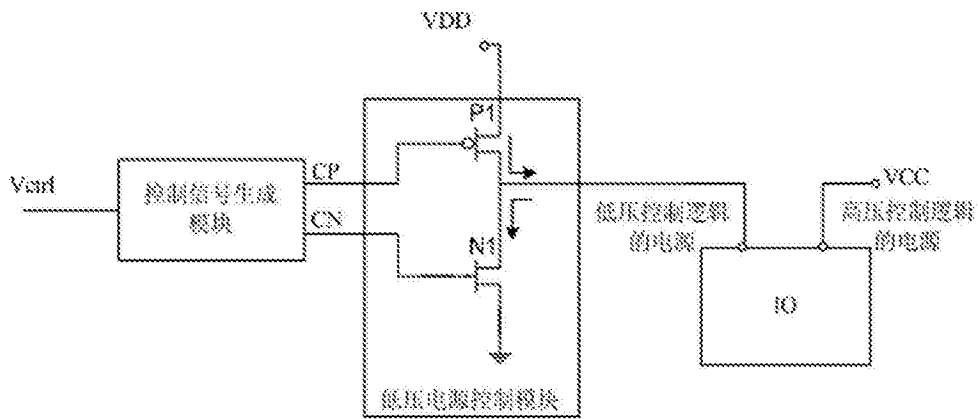 VDD
P1
Vctrl
控制信号生成
模块
CP
CN
N1
低压电源控制模块
低压控制逻辑
的电源
VCC
高压控制逻辑
的电源
IO